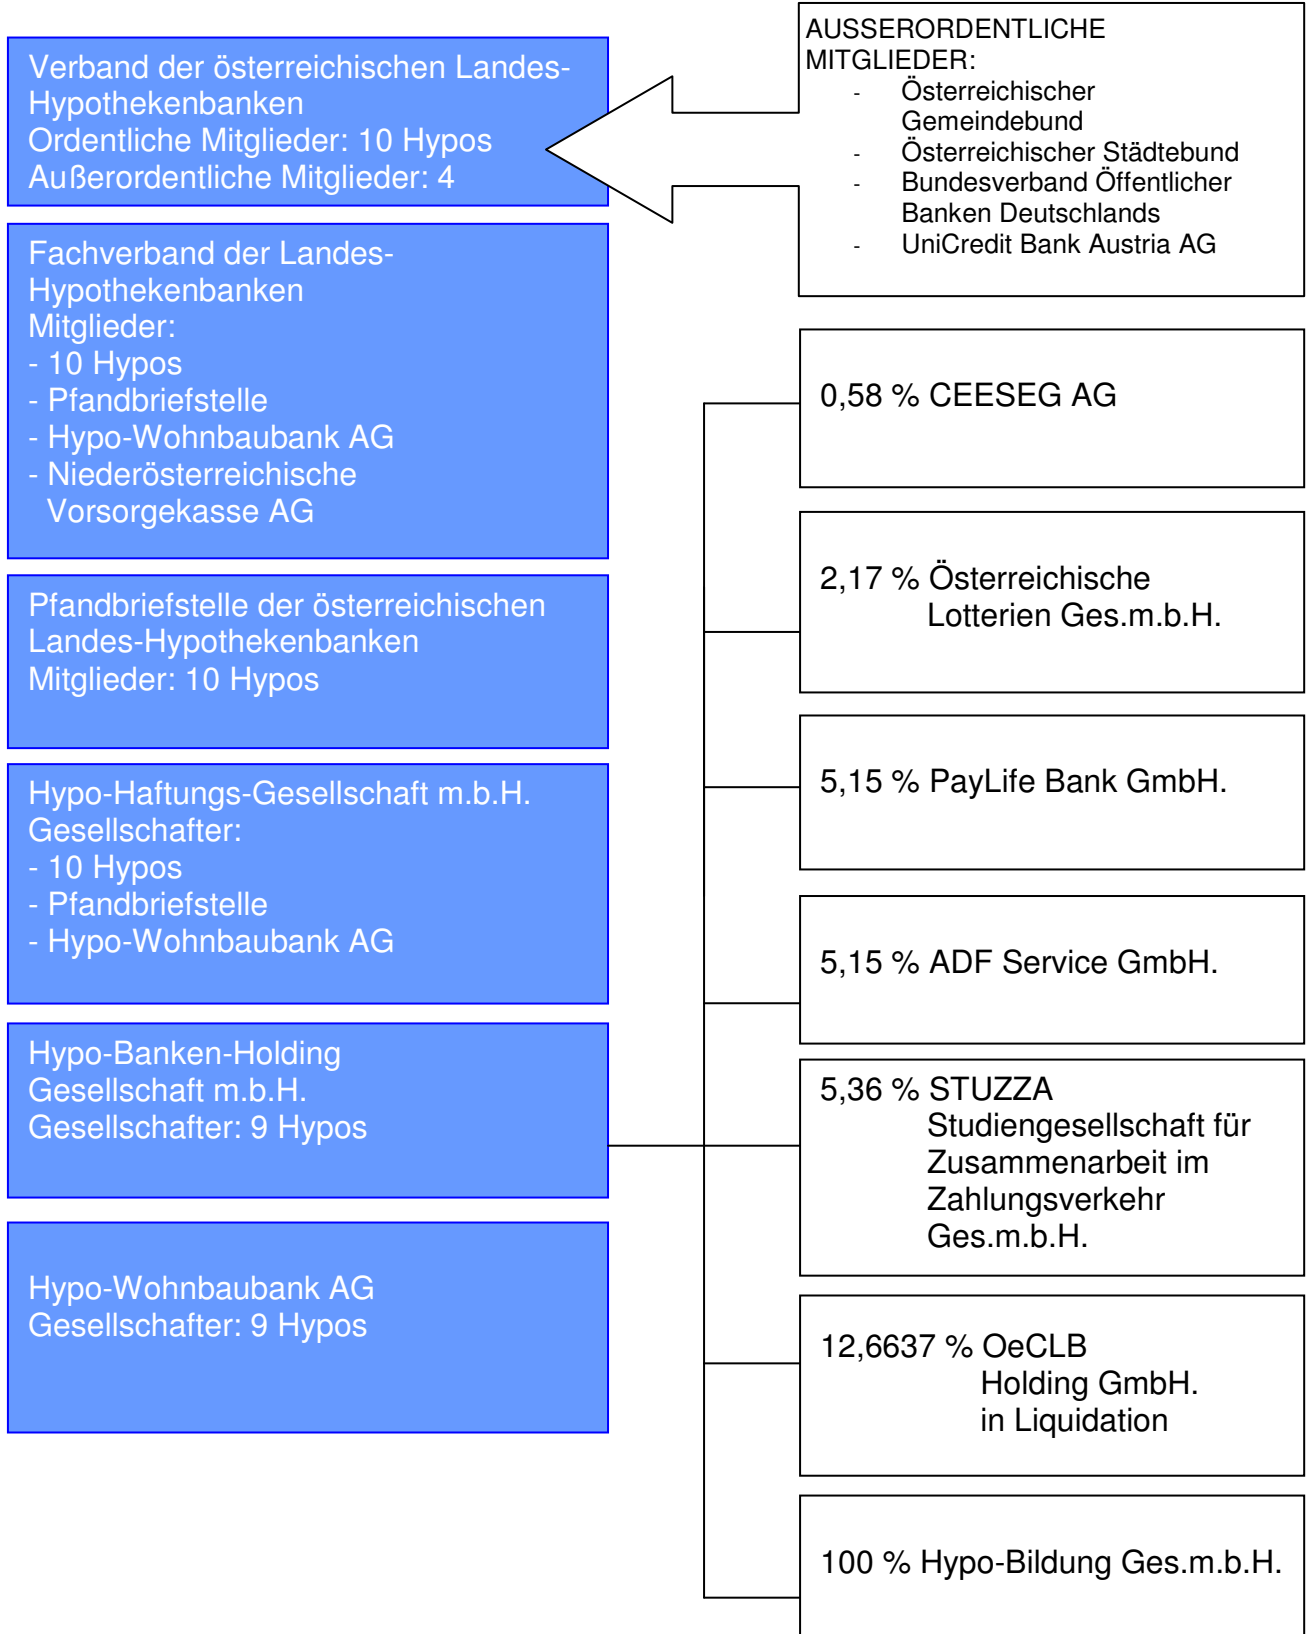 Verband der österreichischen Landes-
Hypothekenbanken
Ordentliche Mitglieder: 10 Hypos
Außerordentliche Mitglieder: 4
AUSSERORDENTLICHE
MITGLIEDER:
- Österreichischer
Gemeindebund
- Österreichischer Städtebund
- Bundesverband Öffentlicher
Banken Deutschlands
- UniCredit Bank Austria AG
Fachverband der Landes-
Hypothekenbanken
Mitglieder:
- 10 Hypos
- Pfandbriefstelle
- Hypo-Wohnbaubank AG
- Niederösterreichische
Vorsorgekasse AG
Pfandbriefstelle der österreichischen
Landes-Hypothekenbanken
Mitglieder: 10 Hypos
Hypo-Haftungs-Gesellschaft m.b.H.
Gesellschafter:
- 10 Hypos
- Pfandbriefstelle
- Hypo-Wohnbaubank AG
Hypo-Banken-Holding
Gesellschaft m.b.H.
Gesellschafter: 9 Hypos
Hypo-Wohnbaubank AG
Gesellschafter: 9 Hypos
0,58 % CEESEG AG
2,17 % Österreichische
Lotterien Ges.m.b.H.
5,15 % PayLife Bank GmbH.
5,15 % ADF Service GmbH.
5,36 % STUZZA
Studiengesellschaft für
Zusammenarbeit im
Zahlungsverkehr
Ges.m.b.H.
12,6637 % OeCLB
Holding GmbH.
in Liquidation
100 % Hypo-Bildung Ges.m.b.H.